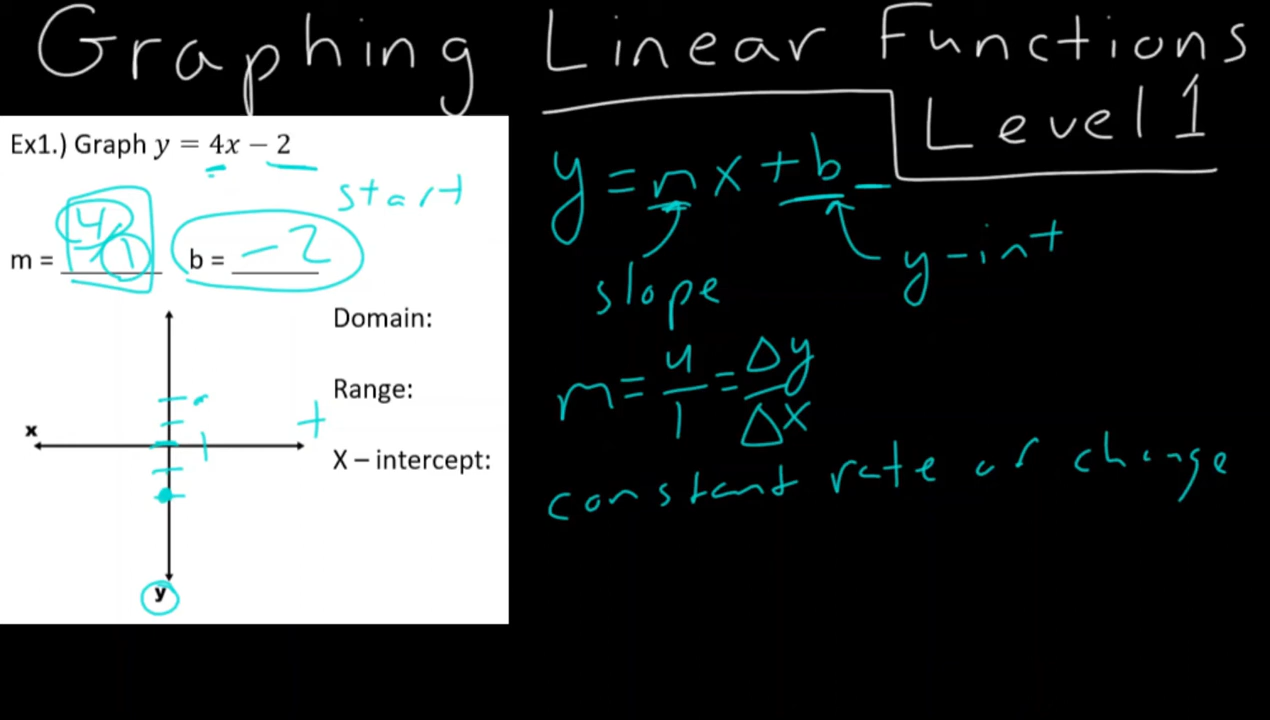 Graphing Linear Functions
Level 1
Ex1.) Graph y = 4x − 2
start
m = 4/1 b = −2
Domain:
Range:
X – intercept:
x
+
1
y
y = mx + b
slope
y-int
m = 4/1 = Δy/Δx
constant rate of change